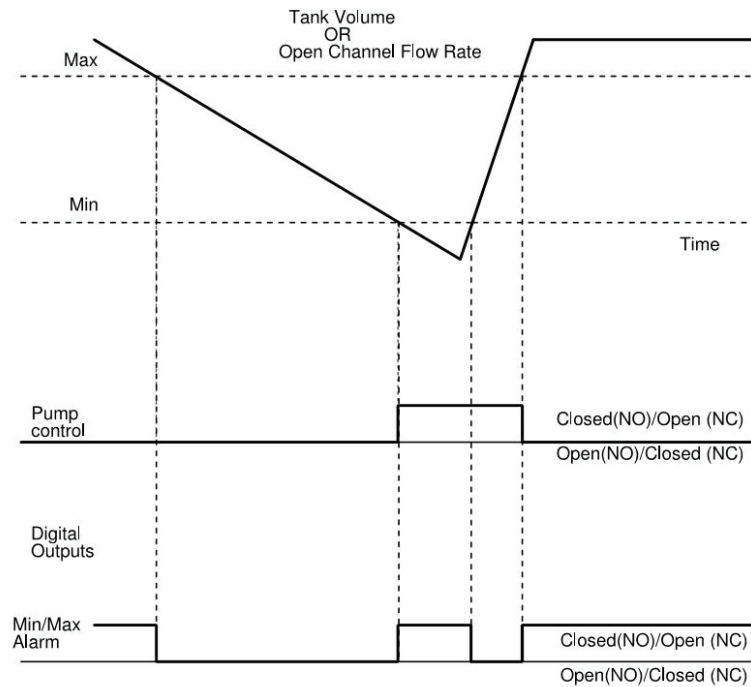 Tank Volume
OR
Open Channel Flow Rate
Max
Min
Time
Pump
control
Closed(NO)/Open (NC)
Open(NO)/Closed (NC)
Digital
Outputs
Min/Max
Alarm
Closed(NO)/Open (NC)
Open(NO)/Closed (NC)